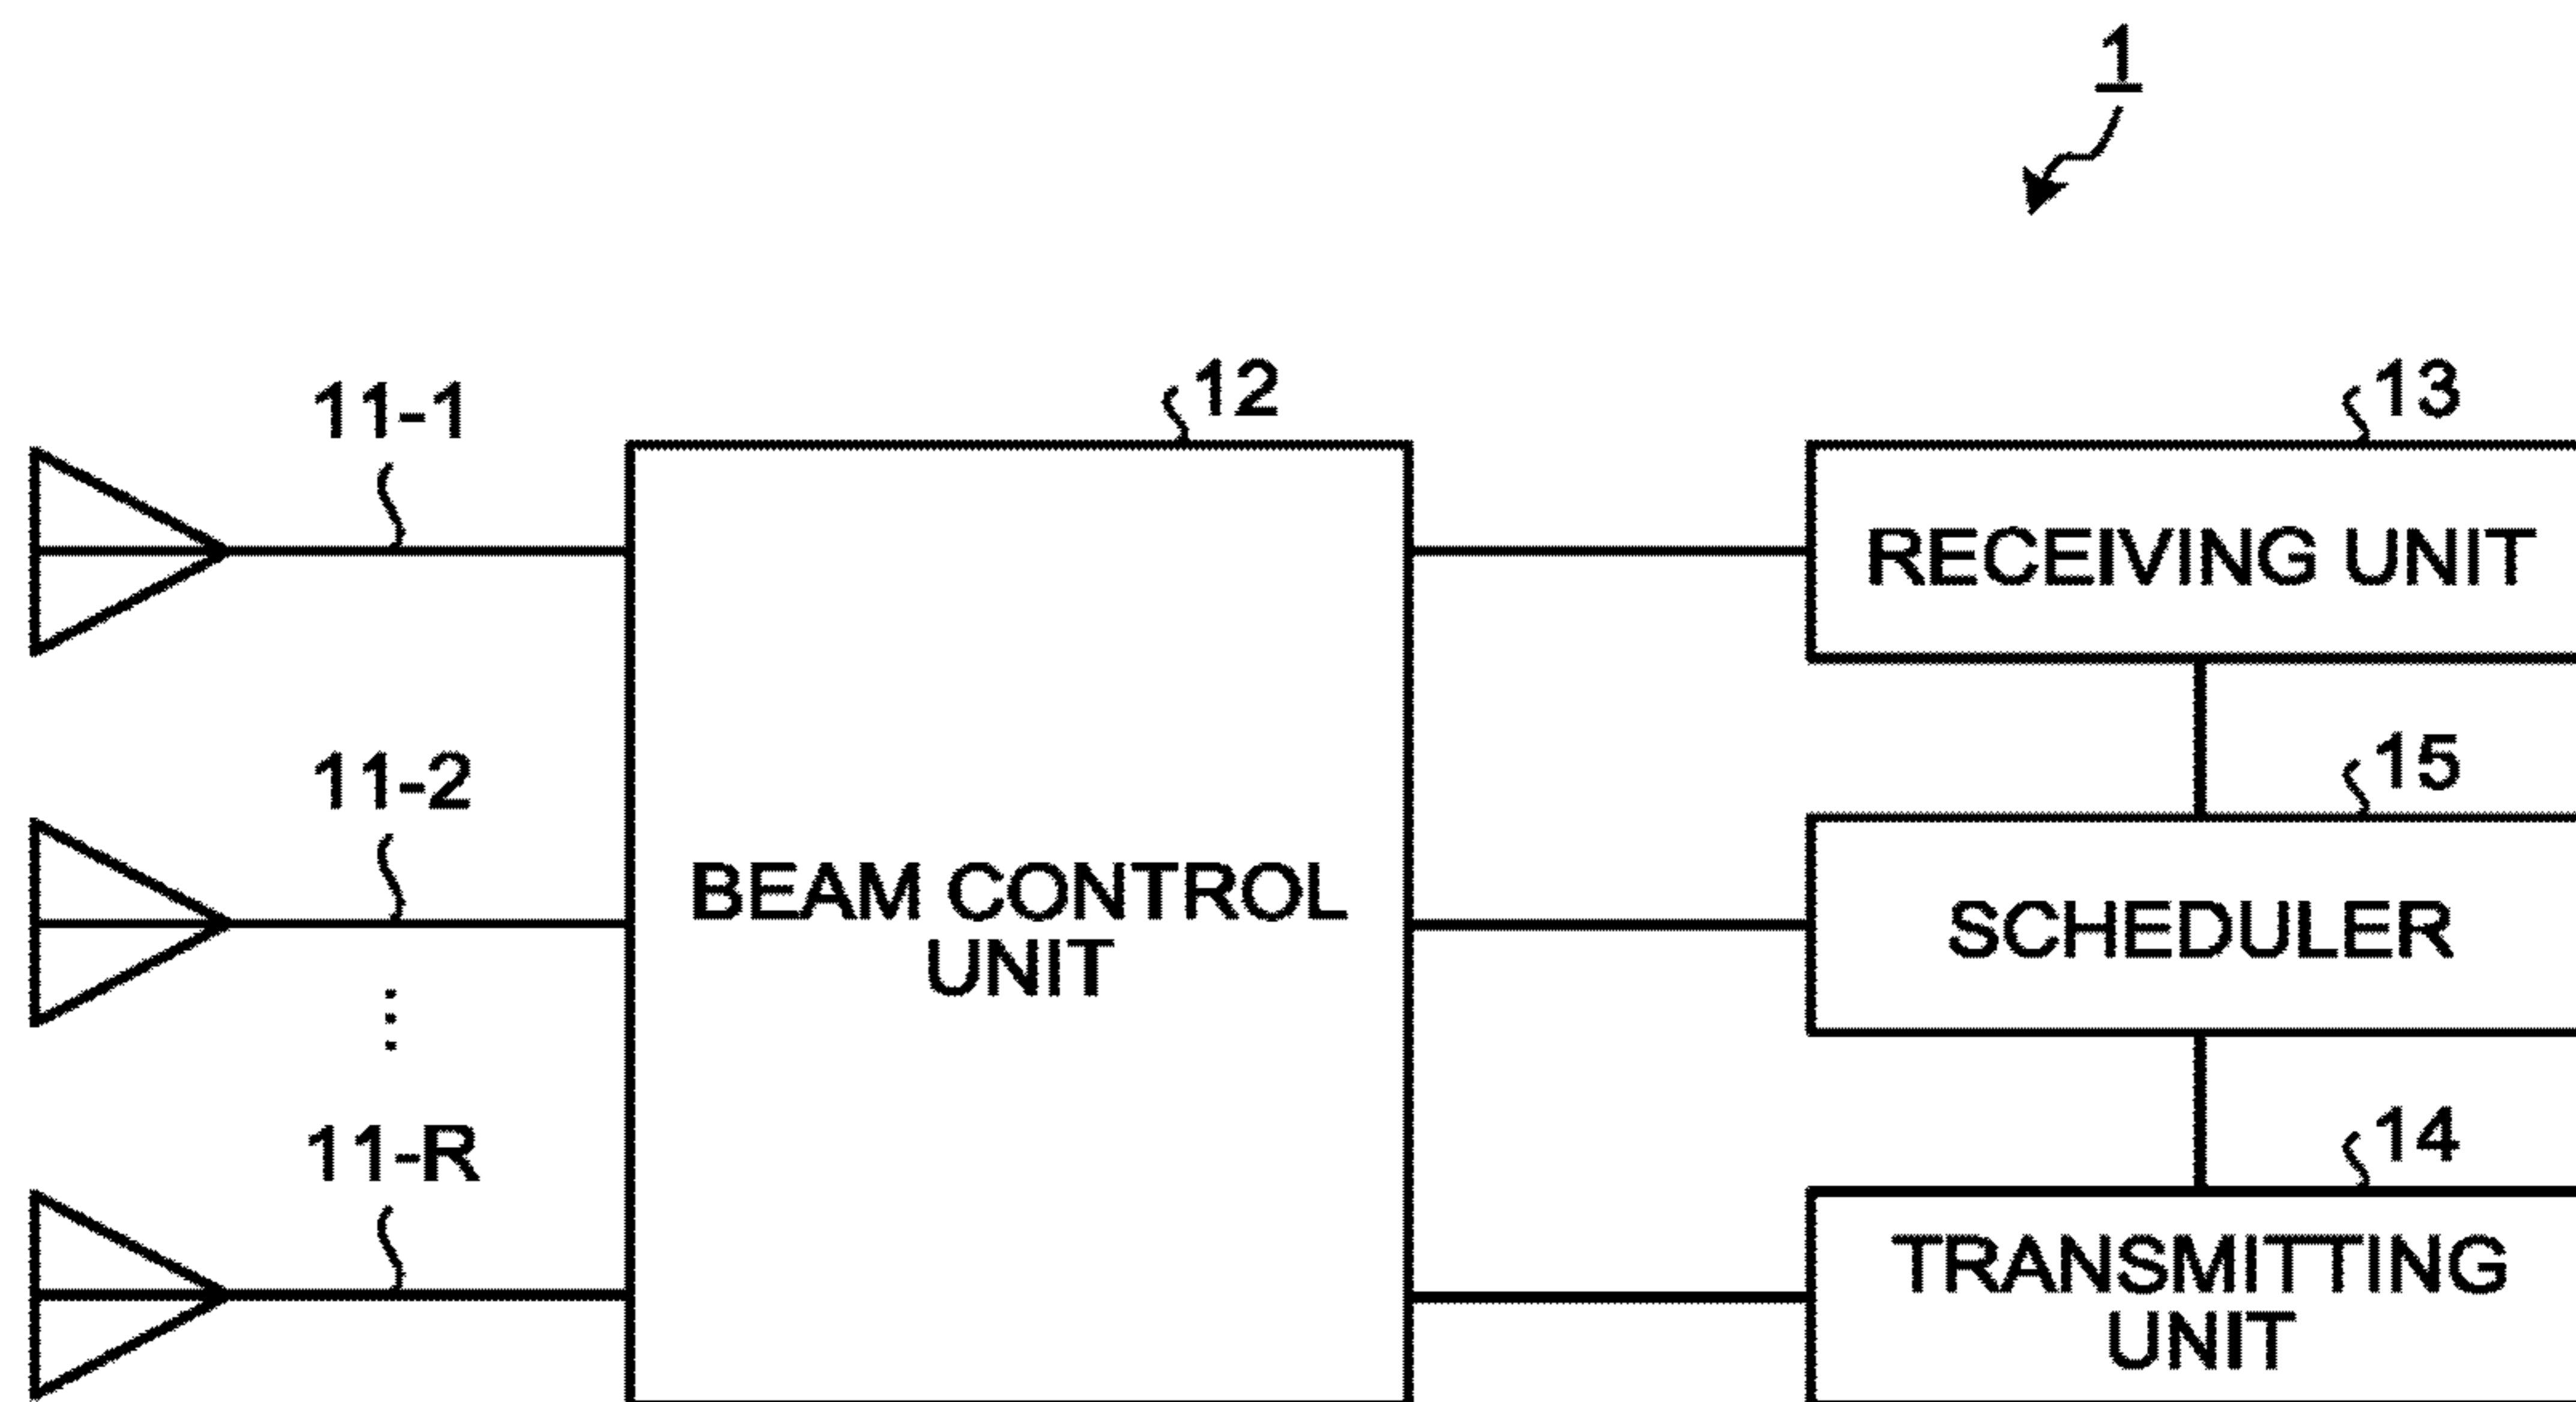 1
11-1
12
13
RECEIVING UNIT
11-2
15
BEAM CONTROL
UNIT
SCHEDULER
11-R
14
TRANSMITTING
UNIT